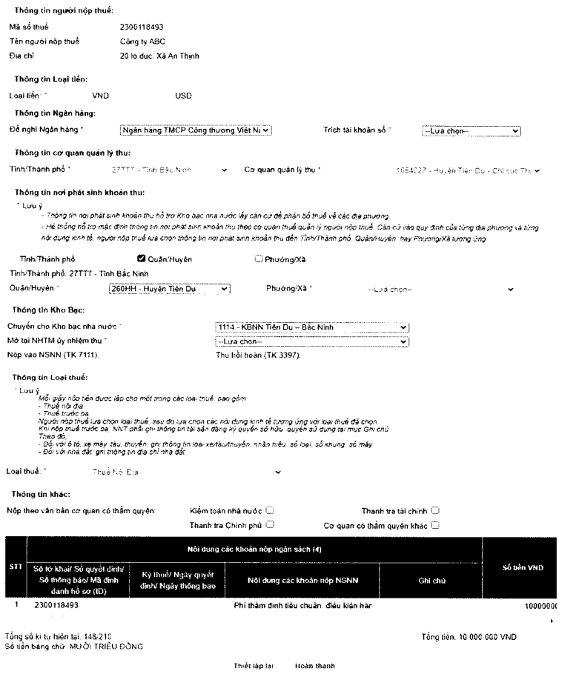 Thông tin người nộp thuế:
Mã số thuế 2300118493
Tên người nộp thuế Công ty ABC
Địa chỉ 20 lo duc, Xã An Thịnh
Thông tin Loại tiền:
Loại tiền: * VND USD
Thông tin Ngân hàng:
Đề nghị Ngân hàng * Ngân hàng TMCP Công thương Việt N Trích tài khoản số * --Lựa chọn--
Thông tin cơ quan quản lý thu:
Tỉnh/Thành phố * 27TTT - Tỉnh Bắc Ninh Cơ quan quản lý thu * - Huyện Tiên Du - Chi cục Thu
Thông tin nơi phát sinh khoản thu:
* Lưu ý
- Thông tin nơi phát sinh khoản thu hỗ trợ Kho bạc nhà nước lấy căn cứ để phân bổ thuế về các địa phương.
- Hệ thống hỗ trợ mặc định thông tin nơi phát sinh khoản thu theo cơ quan thuế quản lý người nộp thuế. Căn cứ vào quy định của từng địa phương và từng
nội dung kinh tế, người nộp thuế lựa chọn thông tin nơi phát sinh khoản thu đến Tỉnh/Thành phố, Quận/Huyện hay Phường/Xã tương ứng
Tỉnh/Thành phố Quận/Huyện Phường/Xã
Tỉnh/Thành phố: 27TTT - Tỉnh Bắc Ninh
Quận/Huyện * 260HH - Huyện Tiên Du Phường/Xã * --Lựa chọn--
Thông tin Kho Bạc:
Chuyển cho Kho bạc nhà nước * 1114 - KBNN Tiên Du – Bắc Ninh
Mở tại NHTM ủy nhiệm thu * --Lựa chọn--
Nộp vào NSNN (TK 7111). Thu hồi hoàn (TK 3397).
Thông tin Loại thuế:
* Lưu ý
Mỗi giấy nộp tiền được lập cho một trong các loại thuế, bao gồm
- Thuế nội địa
- Thuế trước bạ
Người nộp thuế lựa chọn loại thuế, sau đó lựa chọn các nội dung kinh tế tương ứng với loại thuế đã chọn
Khi nộp thuế trước bạ, NNT phải ghi thông tin tài sản đăng ký quyền sở hữu, quyền sử dụng tại mục Ghi chú
Theo đó,
- Đối với ô tô, xe máy, tàu, thuyền: ghi thông tin loại xe/tàu/thuyền, nhãn hiệu, số loại, số khung, số máy.
- Đối với nhà đất: ghi thông tin địa chỉ nhà đất
Loại thuế: * Thuế Nội Địa
Thông tin khác:
Nộp theo văn bản cơ quan có thẩm quyền: Kiểm toán nhà nước Thanh tra tài chính
Thanh tra Chính phủ Cơ quan có thẩm quyền khác
Nội dung các khoản nộp ngân sách (4)
STT Số tờ khai/ Số quyết định/ Số thông báo/ Mã định danh hồ sơ (ID) Kỳ thuế/ Ngày quyết định/ Ngày thông báo Nội dung các khoản nộp NSNN Ghi chú Số tiền VND
1 2300118493 Phí thẩm định tiêu chuẩn, điều kiện hàn 1000000
Tổng số kí tự hiện tại: 148/210 Tổng tiền: 10 000 000 VND
Số tiền bằng chữ: MƯỜI TRIỆU ĐỒNG
Thiết lập lại Hoàn thành